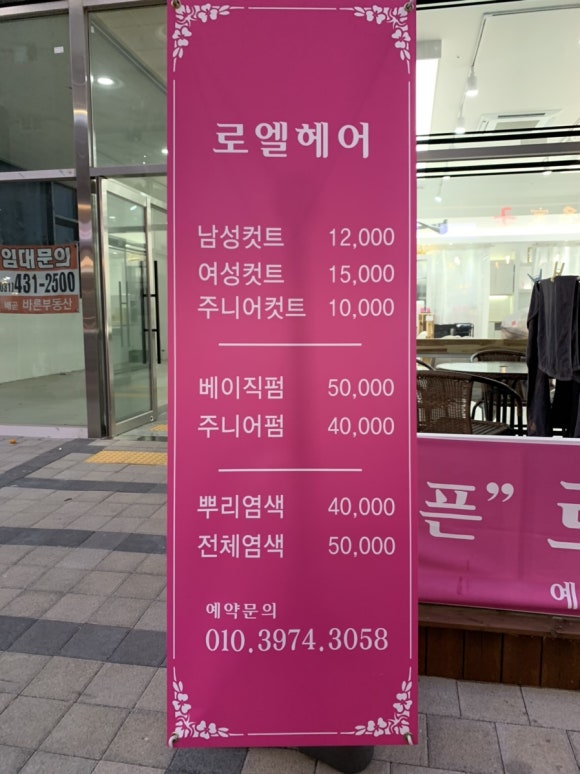 로엘헤어
남성컷트 12,000
여성컷트 15,000
주니어컷트 10,000
베이직펌 50,000
주니어펌 40,000
뿌리염색 40,000
전체염색 50,000
예약문의
010.3974.3058
임대문의
(031)431-2500
바른부동산
픈”
예